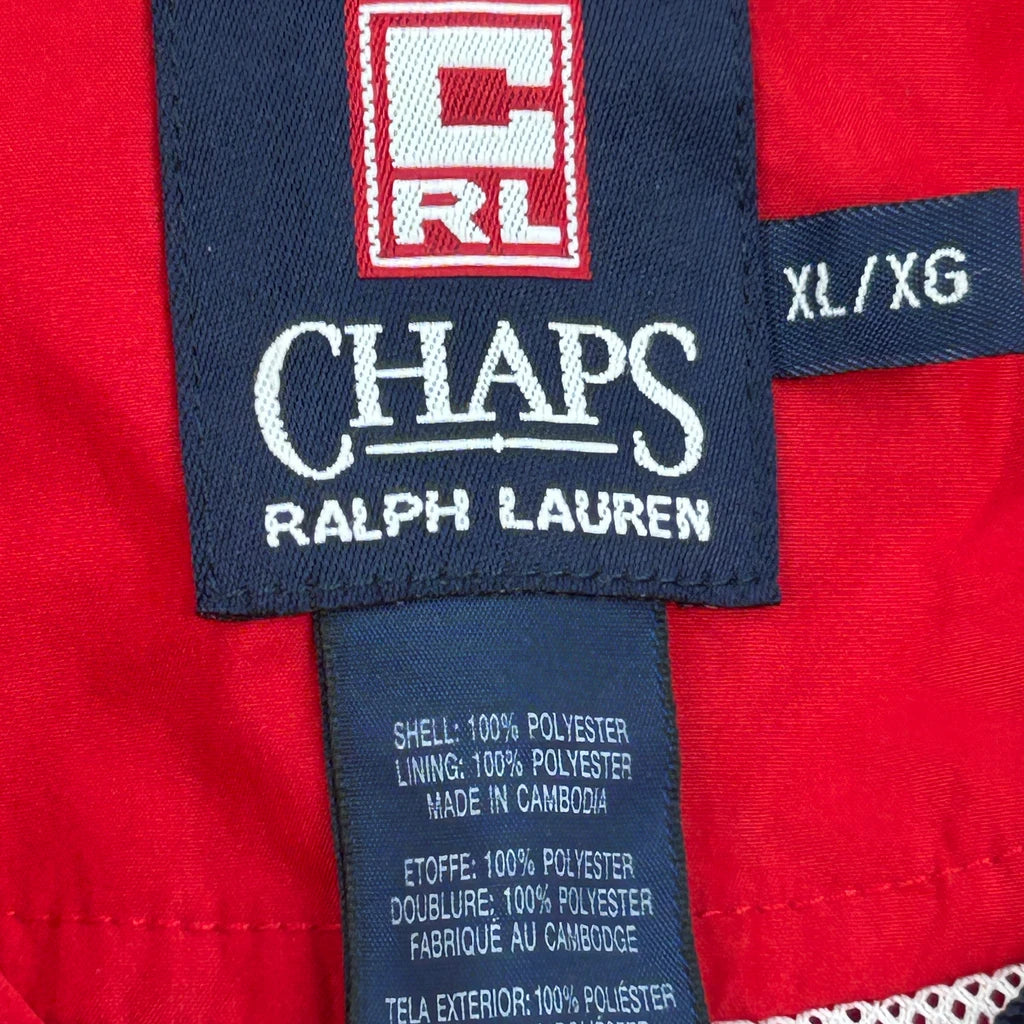 C
RL
XL/XG
CHAPS
RALPH LAUREN
SHELL: 100% POLYESTER
LINING: 100% POLYESTER
MADE IN CAMBODIA
ETOFFE: 100% POLYESTER
DOUBLURE: 100% POLYESTER
FABRIQUÉ AU CAMBODGE
TELA EXTERIOR: 100% POLIÉSTER